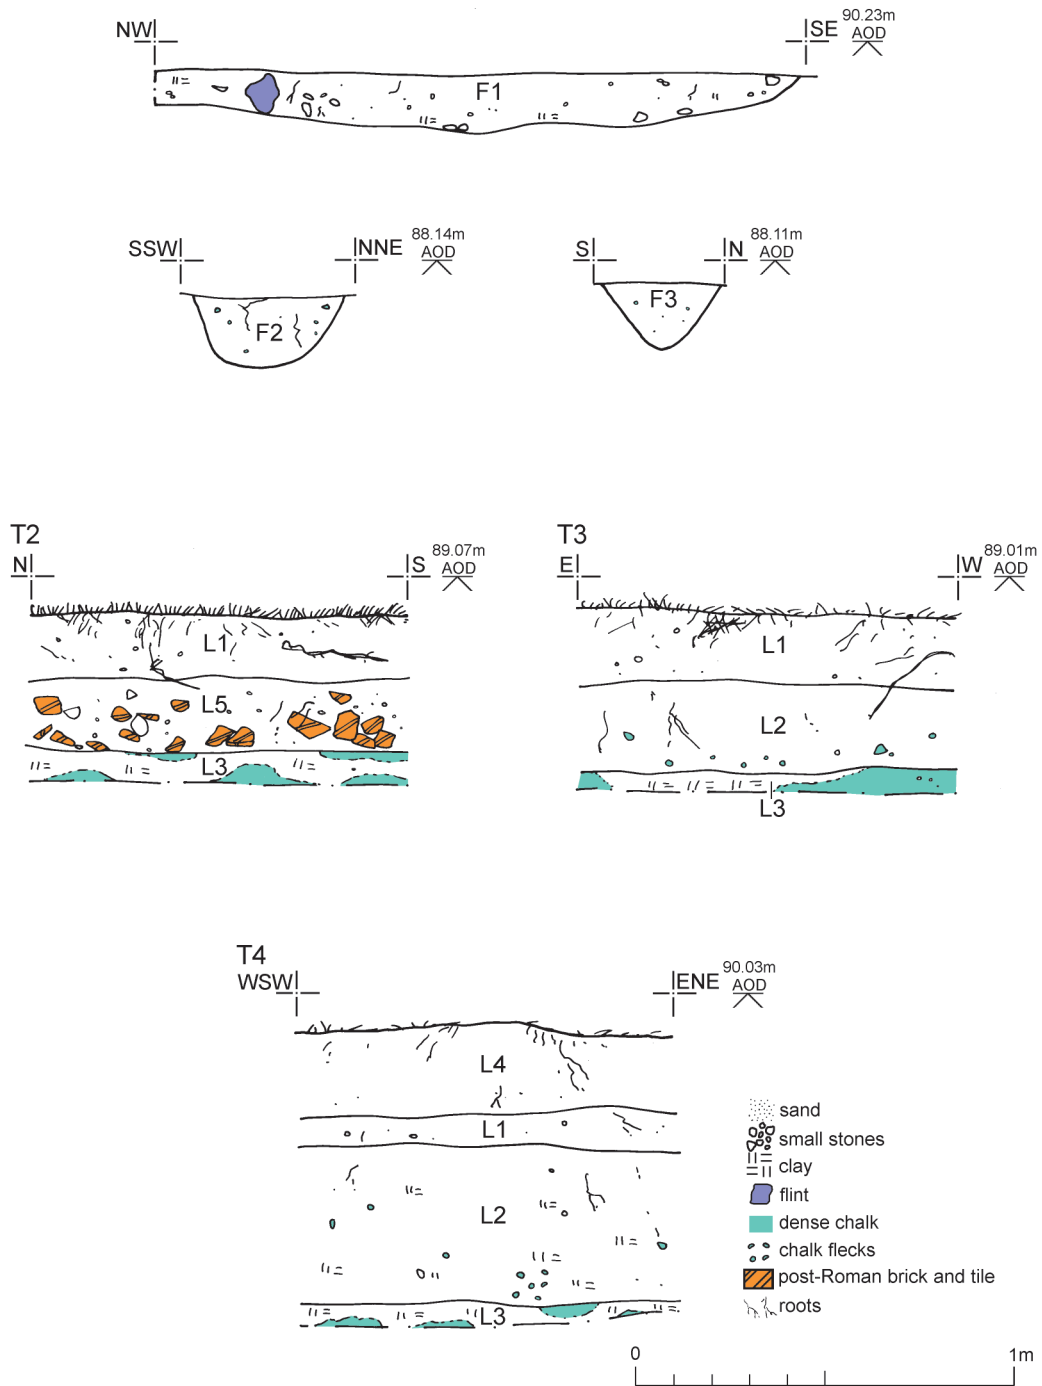 NW
SE
90.23m
AOD
F1
SSW
NNE
88.14m
AOD
S
N
88.11m
AOD
F2
F3
T2
N
S
89.07m
AOD
L1
L5
L3
T3
E
W
89.01m
AOD
L1
L2
L3
T4
WSW
ENE
90.03m
AOD
L4
L1
L2
L3
sand
small stones
clay
flint
dense chalk
chalk flecks
post-Roman brick and tile
roots
0
1m